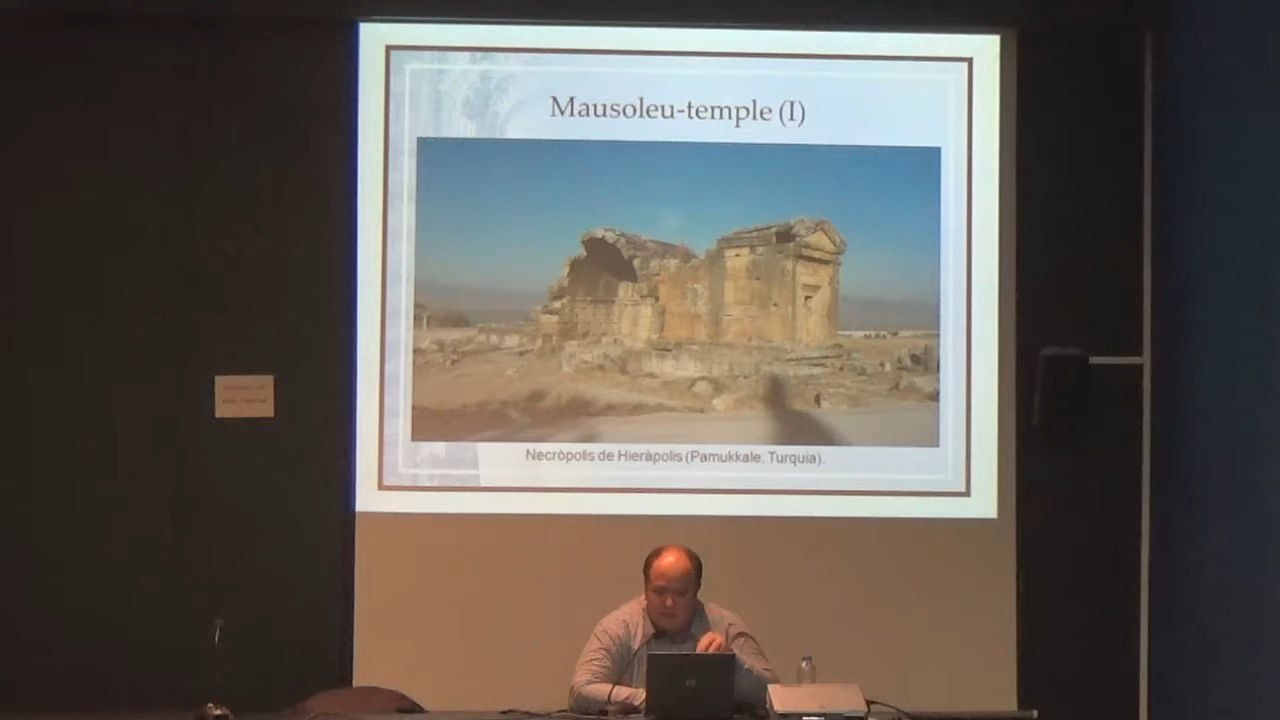 Mausoleu-temple (I)
Necròpolis de Hieràpolis (Pamukkale, Turquia).